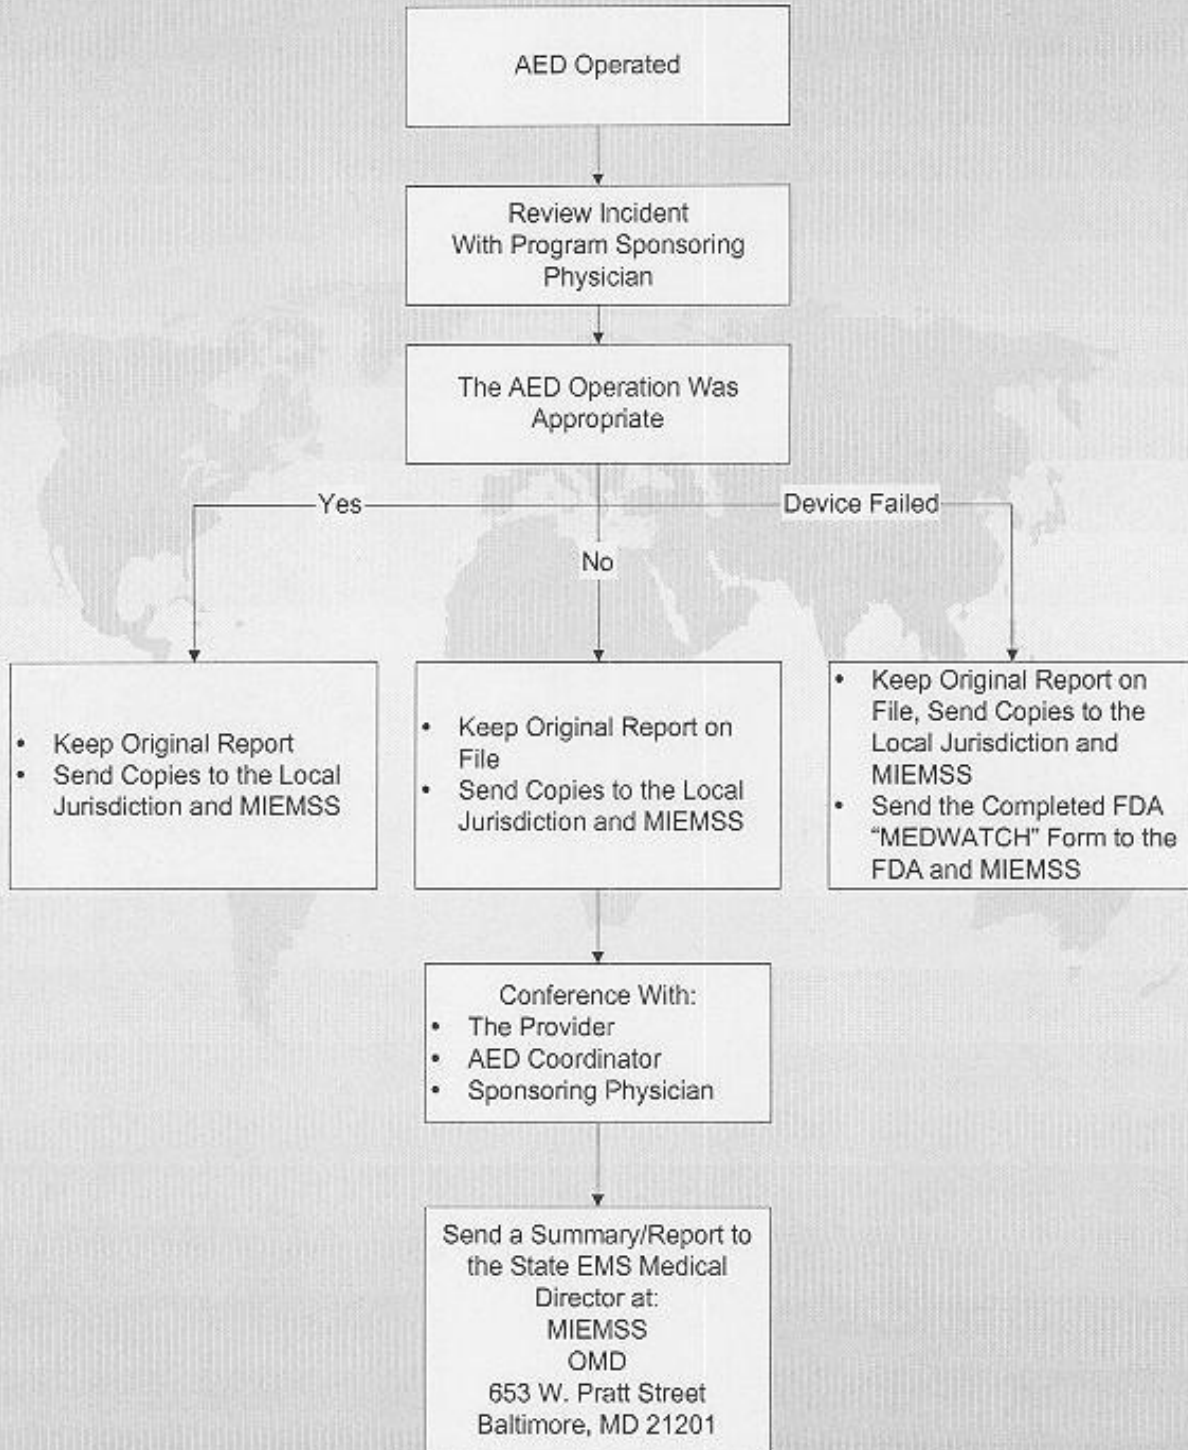 AED Operated
Review Incident
With Program Sponsoring
Physician
The AED Operation Was
Appropriate
Yes
Device Failed
No
• Keep Original Report
• Send Copies to the Local
Jurisdiction and MIEMSS
• Keep Original Report on
File
• Send Copies to the Local
Jurisdiction and MIEMSS
• Keep Original Report on
File, Send Copies to the
Local Jurisdiction and
MIEMSS
• Send the Completed FDA
“MEDWATCH” Form to the
FDA and MIEMSS
Conference With:
• The Provider
• AED Coordinator
• Sponsoring Physician
Send a Summary/Report to
the State EMS Medical
Director at:
MIEMSS
OMD
653 W. Pratt Street
Baltimore, MD 21201